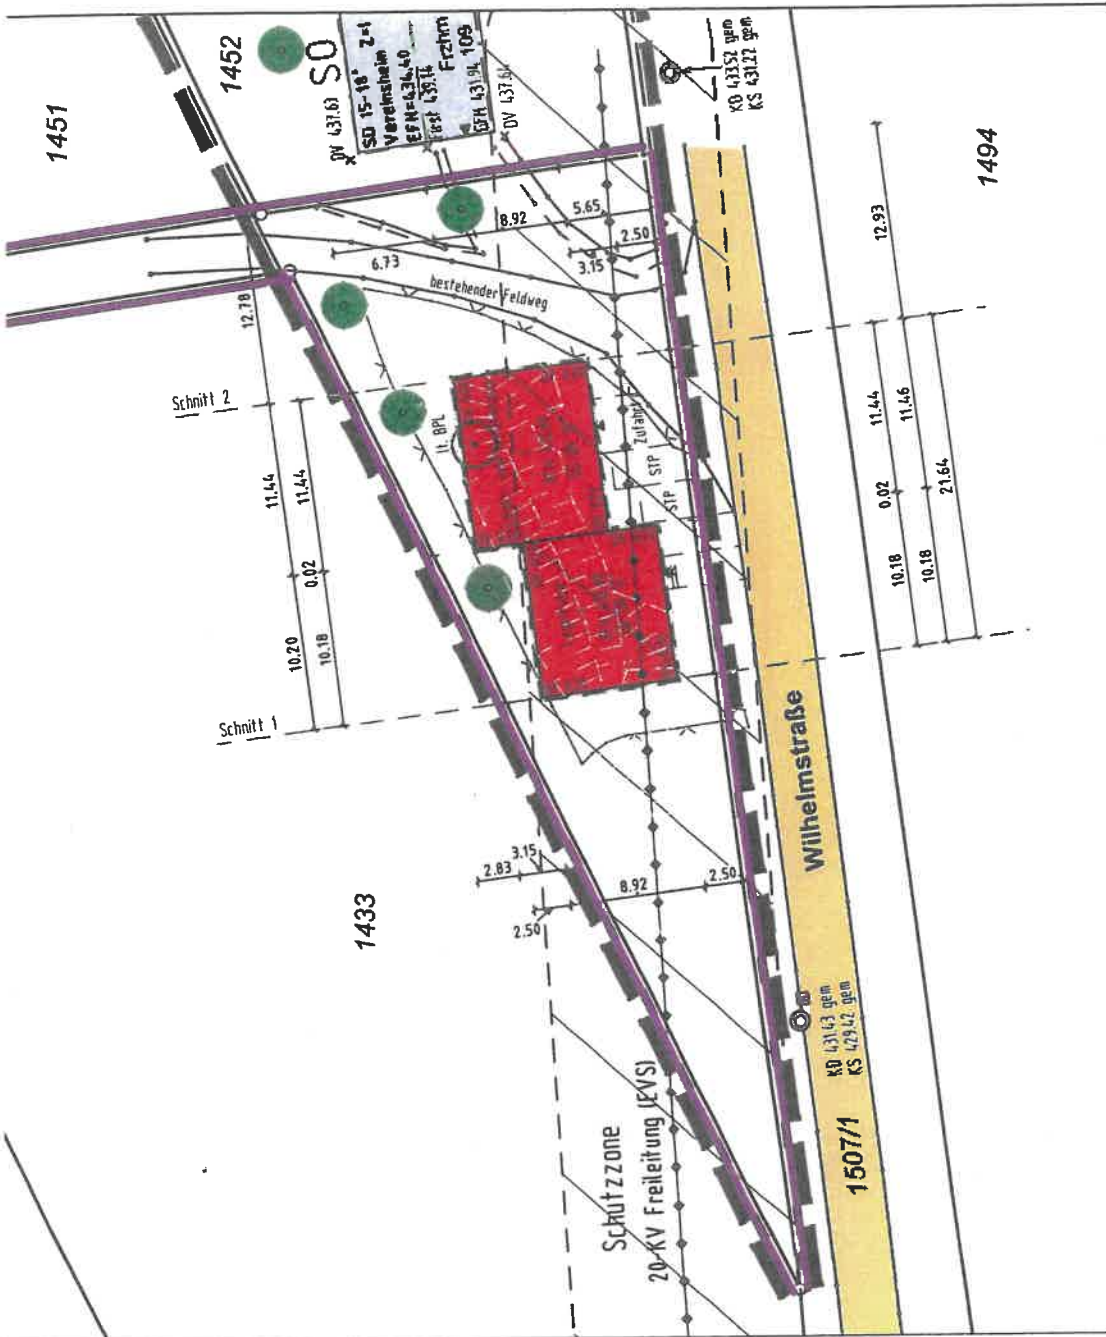 1451
1452
SO
DV 437.63
SD 15-18° Z=I
Vereinsheim
EFH=434.40
First 439.14
Frzhm
109
EFH 431.94
DV 437.61
KD 433.52 gem
KS 431.22 gem
1494
12.93
8.92
5.65
2.50
3.15
6.73
bestehender Feldweg
12.78
Schnitt 2
lt. BPL
Zufahrt
STP
STP
11.44
11.44
0.02
10.20
10.18
Schnitt 1
11.44
11.46
0.02
21.64
10.18
10.18
Wilhelmstraße
3.15
2.83
2.50
8.92
2.50
1433
KD 431.43 gem
KS 429.42 gem
1507/1
Schutzzone
20-KV Freileitung (EVS)